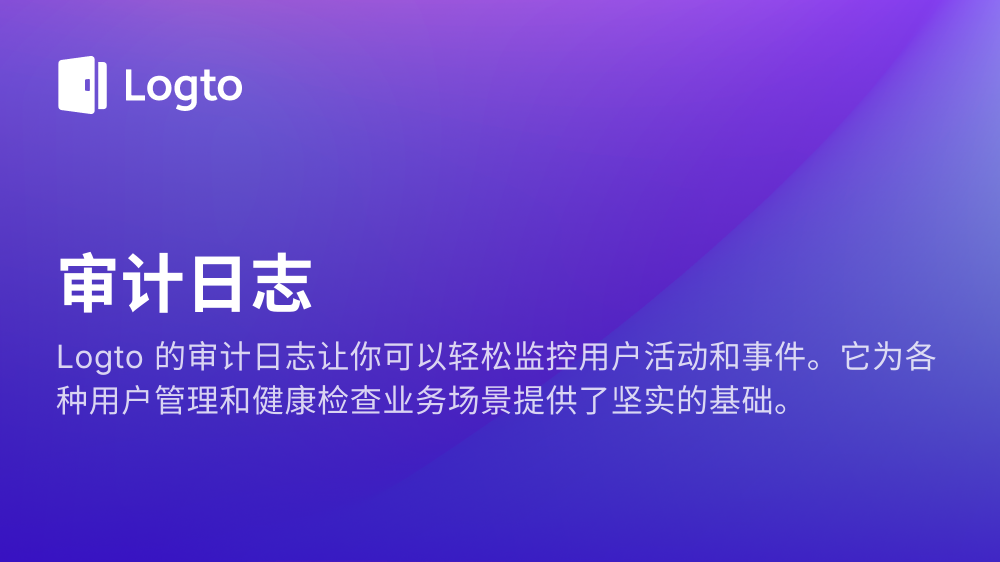 Logto
审计日志
Logto 的审计日志让你可以轻松监控用户活动和事件。它为各
种用户管理和健康检查业务场景提供了坚实的基础。